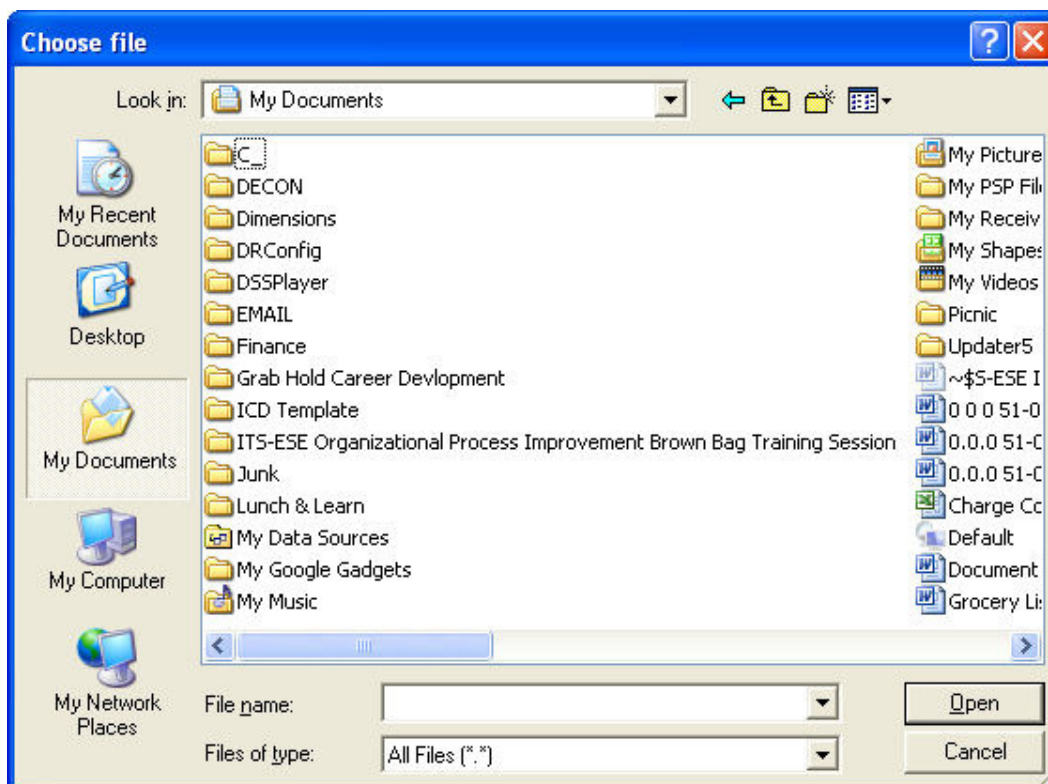 Choose file
Look in: My Documents
My Recent Documents
Desktop
My Documents
My Computer
My Network Places
C_
DECON
Dimensions
DRConfig
DSSPlayer
EMAIL
Finance
Grab Hold Career Devlopment
ICD Template
ITS-ESE Organizational Process Improvement Brown Bag Training Session
Junk
Lunch & Learn
My Data Sources
My Google Gadgets
My Music
My Picture
My PSP Fil
My Receiv
My Shape
My Videos
Picnic
Updater5
~$S-ESE I
0 0 0 51-0
0.0.0 51-0
0.0.0 51-0
Charge Co
Default
Document
Grocery Li
File name:
Open
Files of type: All Files (*.*)
Cancel